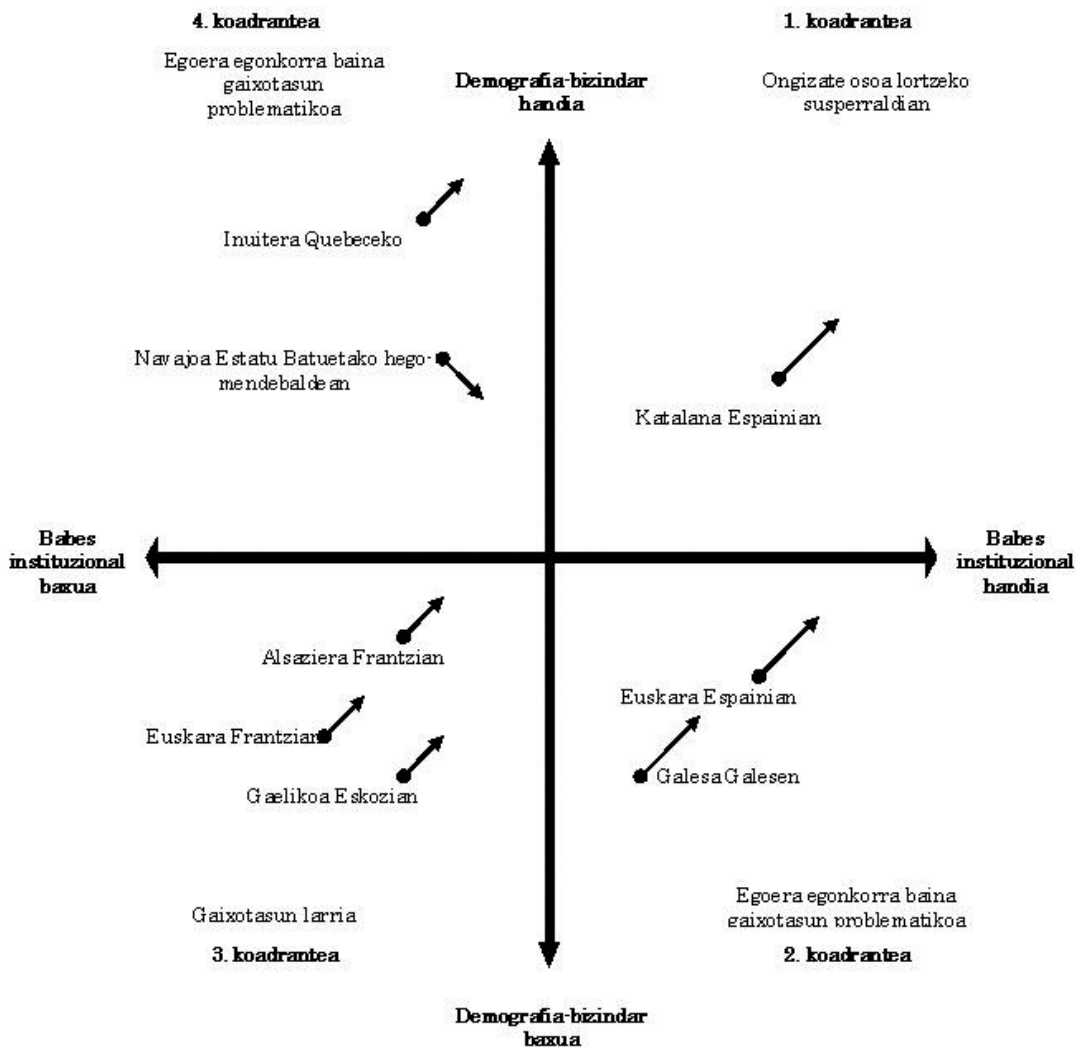 4. koadrantea
1. koadrantea
Egoera egonkorra baina
gaixotasun
problematikoa
Demografia-bizindar
handia
Ongizate osoa lortzeko
susperraldian
Inuitera Quebeceko
Navajoa Estatu Batuetako hego-
mendebaldean
Katalana Espainian
Babes
instituzional
baxua
Babes
instituzional
handia
Alsaziera Frantzian
Euskara Espainian
Euskara Frantzian
Galesa Galesen
Gaelikoa Eskozian
Gaixotasun larria
3. koadrantea
Egoera egonkorra baina
gaixotasun problematikoa
2. koadrantea
Demografia-bizindar
baxua